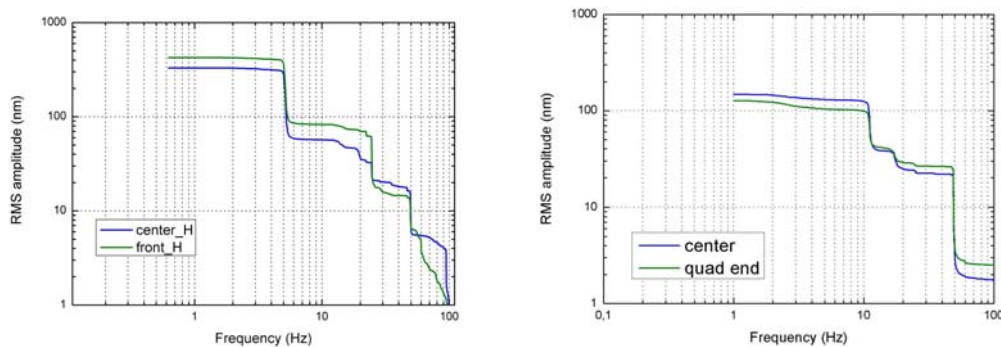 1000
100
10
1
RMS amplitude (nm)
center_H
front_H
1
10
100
Frequency (Hz)
1000
100
10
1
RMS amplitude (nm)
center
quad end
0,1
1
10
100
Frequency (Hz)